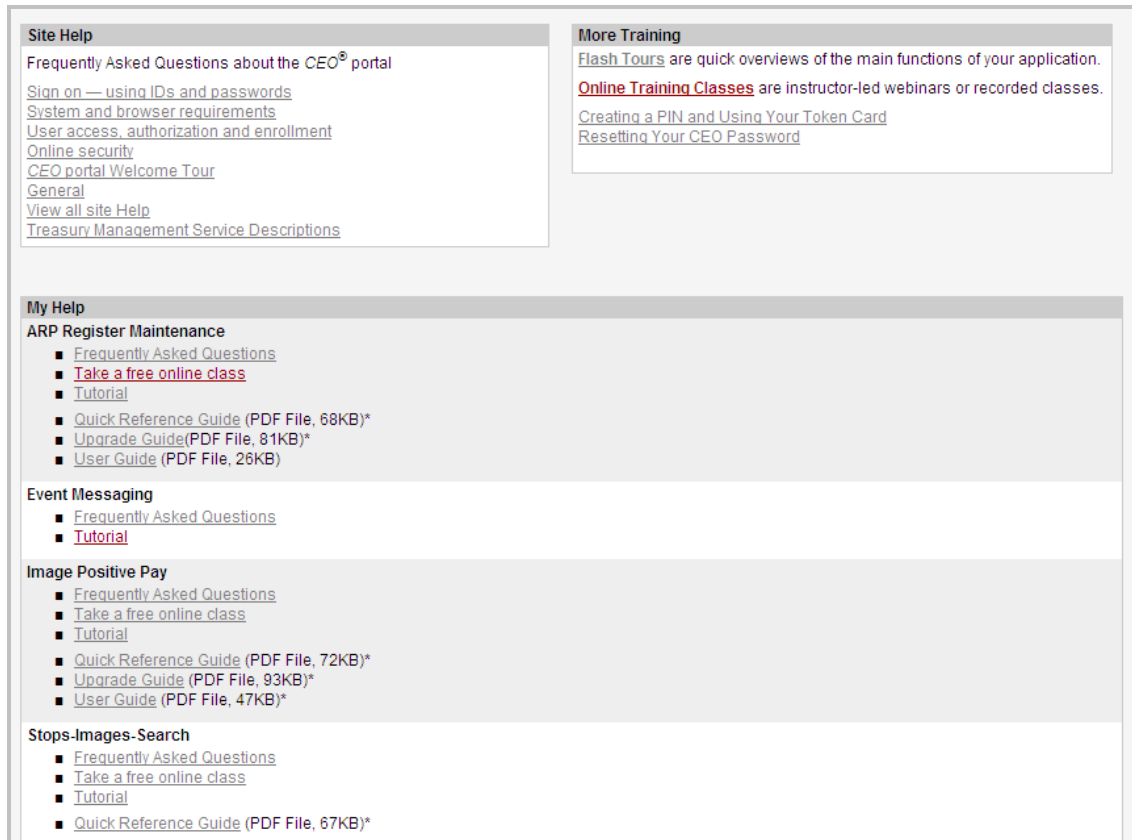 Site Help
Frequently Asked Questions about the CEO® portal
Sign on — using IDs and passwords
System and browser requirements
User access, authorization and enrollment
Online security
CEO portal Welcome Tour
General
View all site Help
Treasury Management Service Descriptions
More Training
Flash Tours are quick overviews of the main functions of your application.
Online Training Classes are instructor-led webinars or recorded classes.
Creating a PIN and Using Your Token Card
Resetting Your CEO Password
My Help
ARP Register Maintenance
■ Frequently Asked Questions
■ Take a free online class
■ Tutorial
■ Quick Reference Guide (PDF File, 68KB)*
■ Upgrade Guide(PDF File, 81KB)*
■ User Guide (PDF File, 26KB)
Event Messaging
■ Frequently Asked Questions
■ Tutorial
Image Positive Pay
■ Frequently Asked Questions
■ Take a free online class
■ Tutorial
■ Quick Reference Guide (PDF File, 72KB)*
■ Upgrade Guide (PDF File, 93KB)*
■ User Guide (PDF File, 47KB)*
Stops-Images-Search
■ Frequently Asked Questions
■ Take a free online class
■ Tutorial
■ Quick Reference Guide (PDF File, 67KB)*